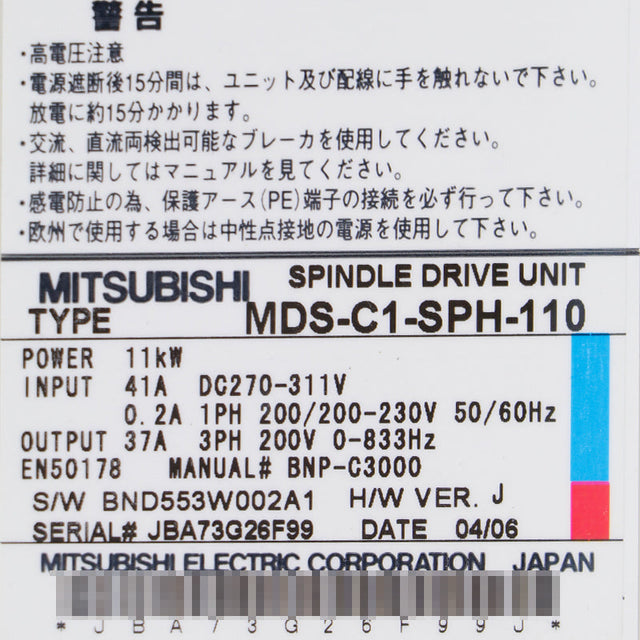 警告
・高電圧注意
・電源遮断後15分間は、ユニット及び配線に手を触れないで下さい。
放電に約15分かかります。
・交流、直流両検出可能なブレーカを使用してください。
詳細に関してはマニュアルを見てください。
・感電防止の為、保護アース(PE)端子の接続を必ず行って下さい。
・欧州で使用する場合は中性点接地の電源を使用して下さい。
MITSUBISHI SPINDLE DRIVE UNIT
TYPE MDS-C1-SPH-110
POWER 11kW
INPUT 41A DC270-311V
0.2A 1PH 200/200-230V 50/60Hz
OUTPUT 37A 3PH 200V 0-833Hz
EN50178 MANUAL# BNP-C3000
S/W BND553W002A1 H/W VER. J
SERIAL# JBA73G26F99 DATE 04/06
MITSUBISHI ELECTRIC CORPORATION JAPAN
* J B A 7 3 G 2 6 F 9 9 J *